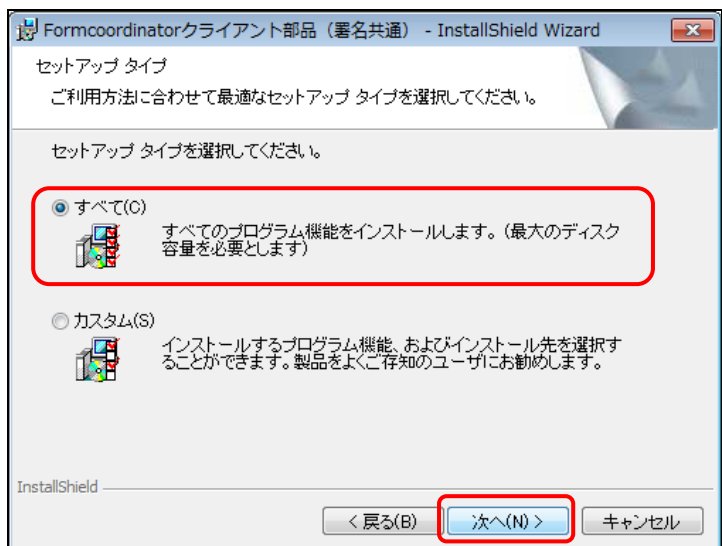 Formcoordinatorクライアント部品（署名共通） - InstallShield Wizard
セットアップ タイプ
ご利用方法に合わせて最適なセットアップ タイプを選択してください。
セットアップ タイプを選択してください。
すべて(C)
すべてのプログラム機能をインストールします。（最大のディスク
容量を必要とします）
カスタム(S)
インストールするプログラム機能、およびインストール先を選択す
ることができます。製品をよくご存知のユーザにお勧めします。
InstallShield
< 戻る(B)
次へ(N) >
キャンセル